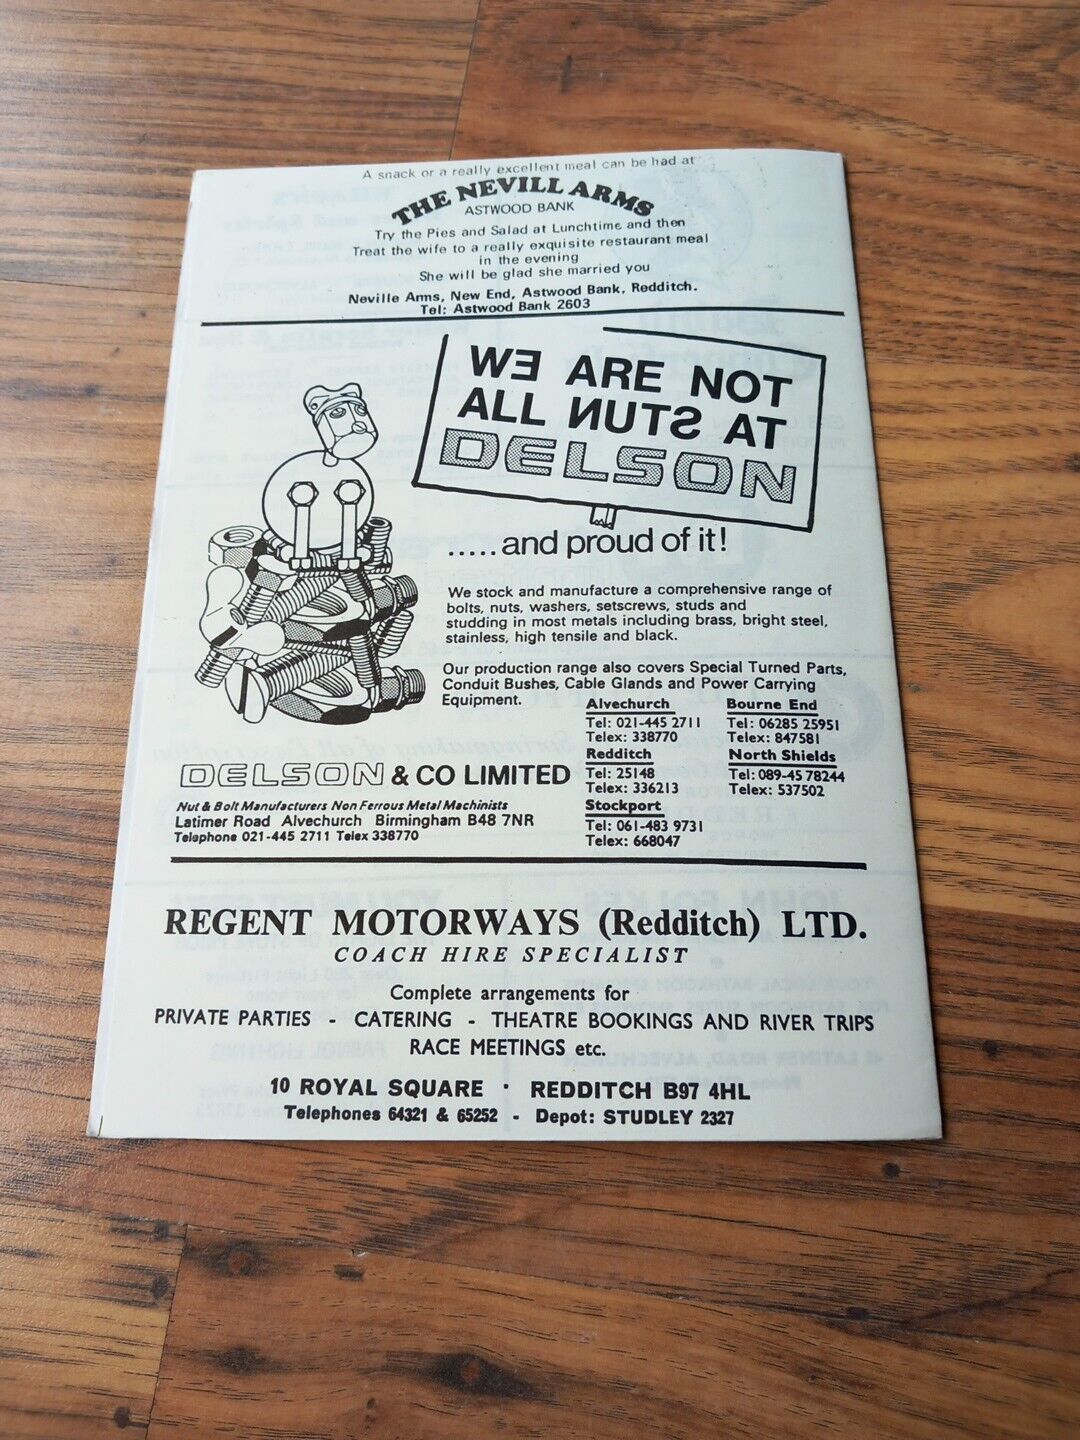 A snack or a really excellent meal can be had at
THE NEVILL ARMS
ASTWOOD BANK
Try the Pies and Salad at Lunchtime and then
Treat the wife to a really exquisite restaurant meal
in the evening
She will be glad she married you
Neville Arms, New End, Astwood Bank, Redditch.
Tel: Astwood Bank 2603
WE ARE NOT
ALL NUTS AT
DELSON
.....and proud of it!
We stock and manufacture a comprehensive range of
bolts, nuts, washers, setscrews, studs and
studding in most metals including brass, bright steel,
stainless, high tensile and black.
Our production range also covers Special Turned Parts,
Conduit Bushes, Cable Glands and Power Carrying
Equipment.
Alvechurch
Tel: 021-445 2711
Telex: 338770
Redditch
Tel: 25148
Telex: 336213
Stockport
Tel: 061-483 9731
Telex: 668047
Bourne End
Tel: 06285 25951
Telex: 847581
North Shields
Tel: 089-45 78244
Telex: 537502
DELSON & CO LIMITED
Nut & Bolt Manufacturers Non Ferrous Metal Machinists
Latimer Road Alvechurch Birmingham B48 7NR
Telephone 021-445 2711 Telex 338770
REGENT MOTORWAYS (Redditch) LTD.
COACH HIRE SPECIALIST
Complete arrangements for
PRIVATE PARTIES - CATERING - THEATRE BOOKINGS AND RIVER TRIPS
RACE MEETINGS etc.
10 ROYAL SQUARE · REDDITCH B97 4HL
Telephones 64321 & 65252 - Depot: STUDLEY 2327